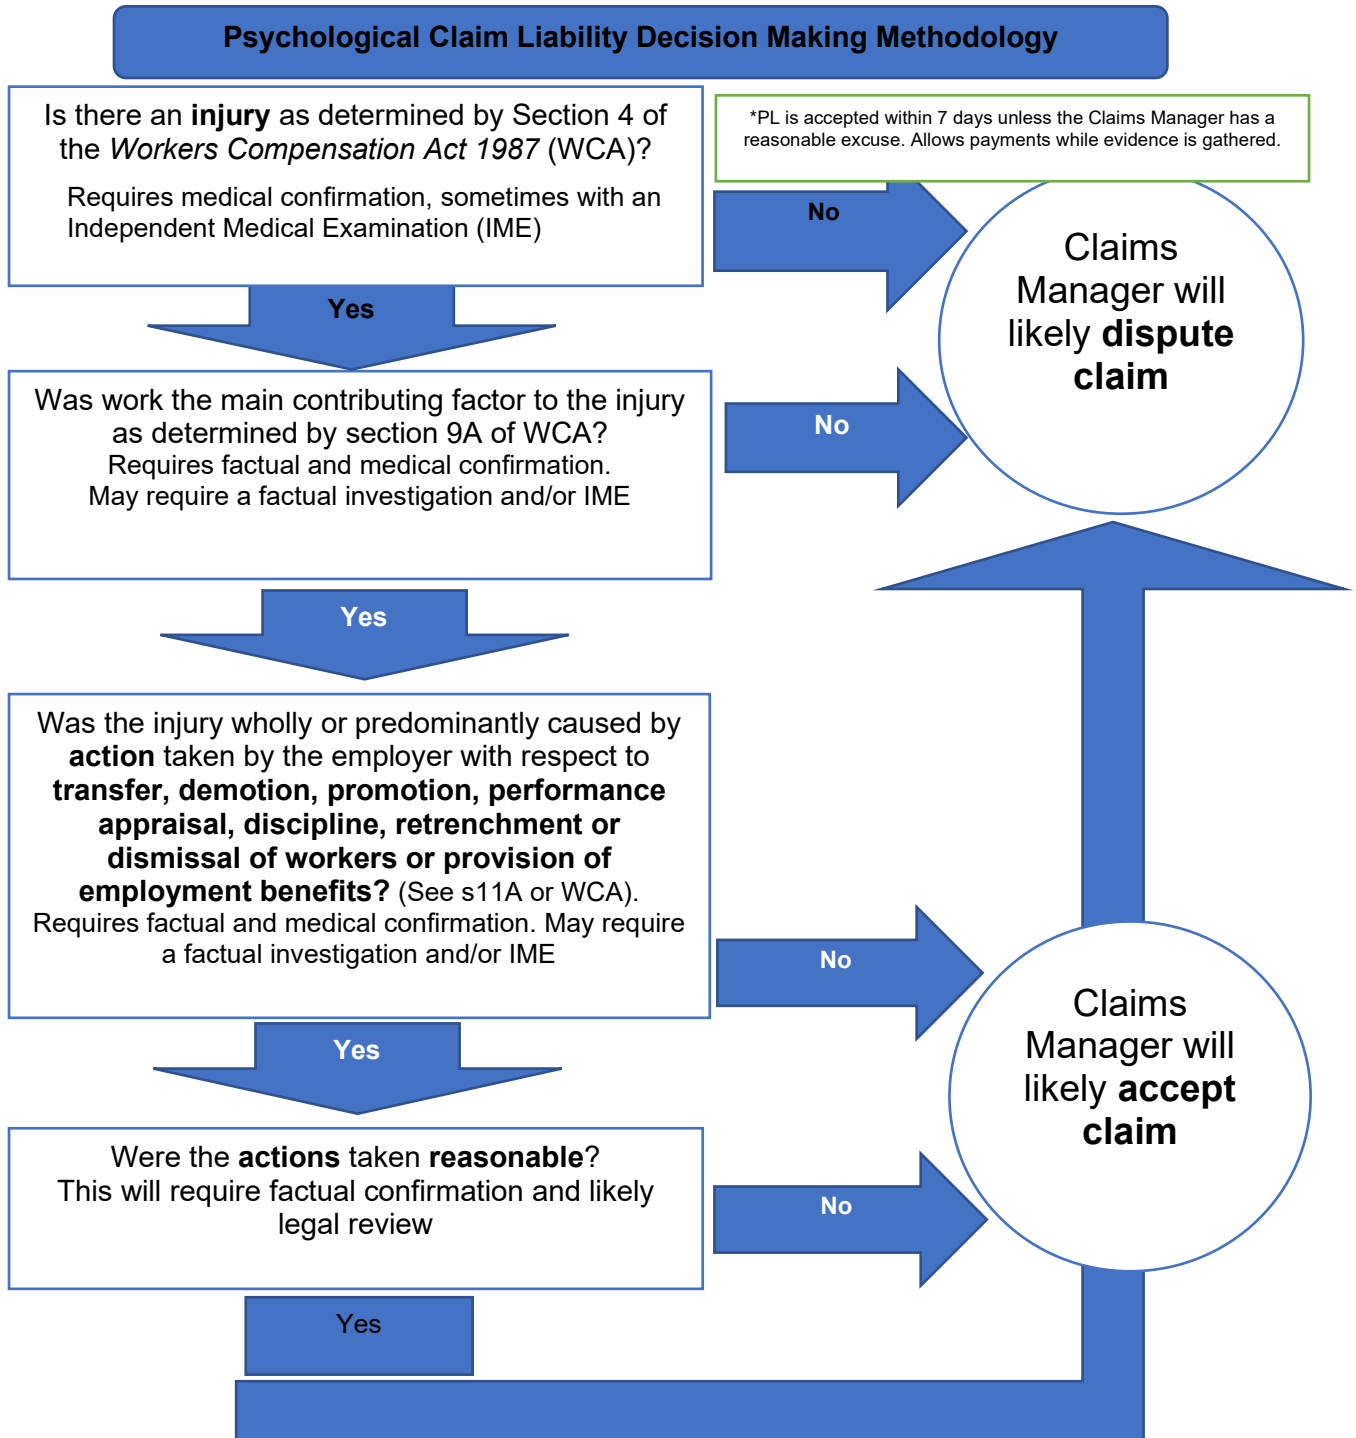 Psychological Claim Liability Decision Making Methodology
Is there an injury as determined by Section 4 of
the Workers Compensation Act 1987 (WCA)?
Requires medical confirmation, sometimes with an
Independent Medical Examination (IME)
*PL is accepted within 7 days unless the Claims Manager has a
reasonable excuse. Allows payments while evidence is gathered.
No
Claims
Manager will
likely dispute
claim
Yes
Was work the main contributing factor to the injury
as determined by section 9A of WCA?
Requires factual and medical confirmation.
May require a factual investigation and/or IME
No
Yes
Was the injury wholly or predominantly caused by
action taken by the employer with respect to
transfer, demotion, promotion, performance
appraisal, discipline, retrenchment or
dismissal of workers or provision of
employment benefits? (See s11A or WCA).
Requires factual and medical confirmation. May require
a factual investigation and/or IME
No
Claims
Manager will
likely accept
claim
Yes
Were the actions taken reasonable?
This will require factual confirmation and likely
legal review
No
Yes